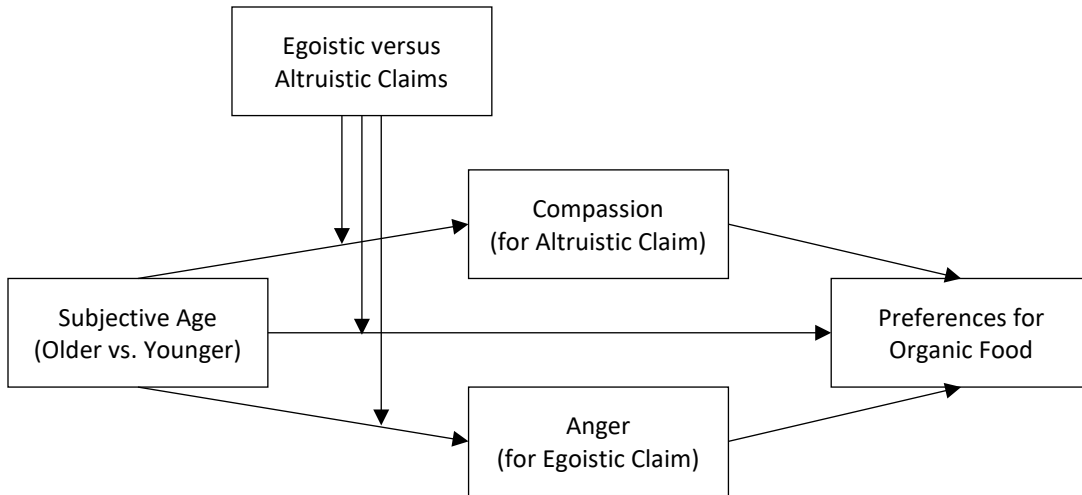 Egoistic versus
Altruistic Claims
Compassion
(for Altruistic Claim)
Subjective Age
(Older vs. Younger)
Preferences for
Organic Food
Anger
(for Egoistic Claim)